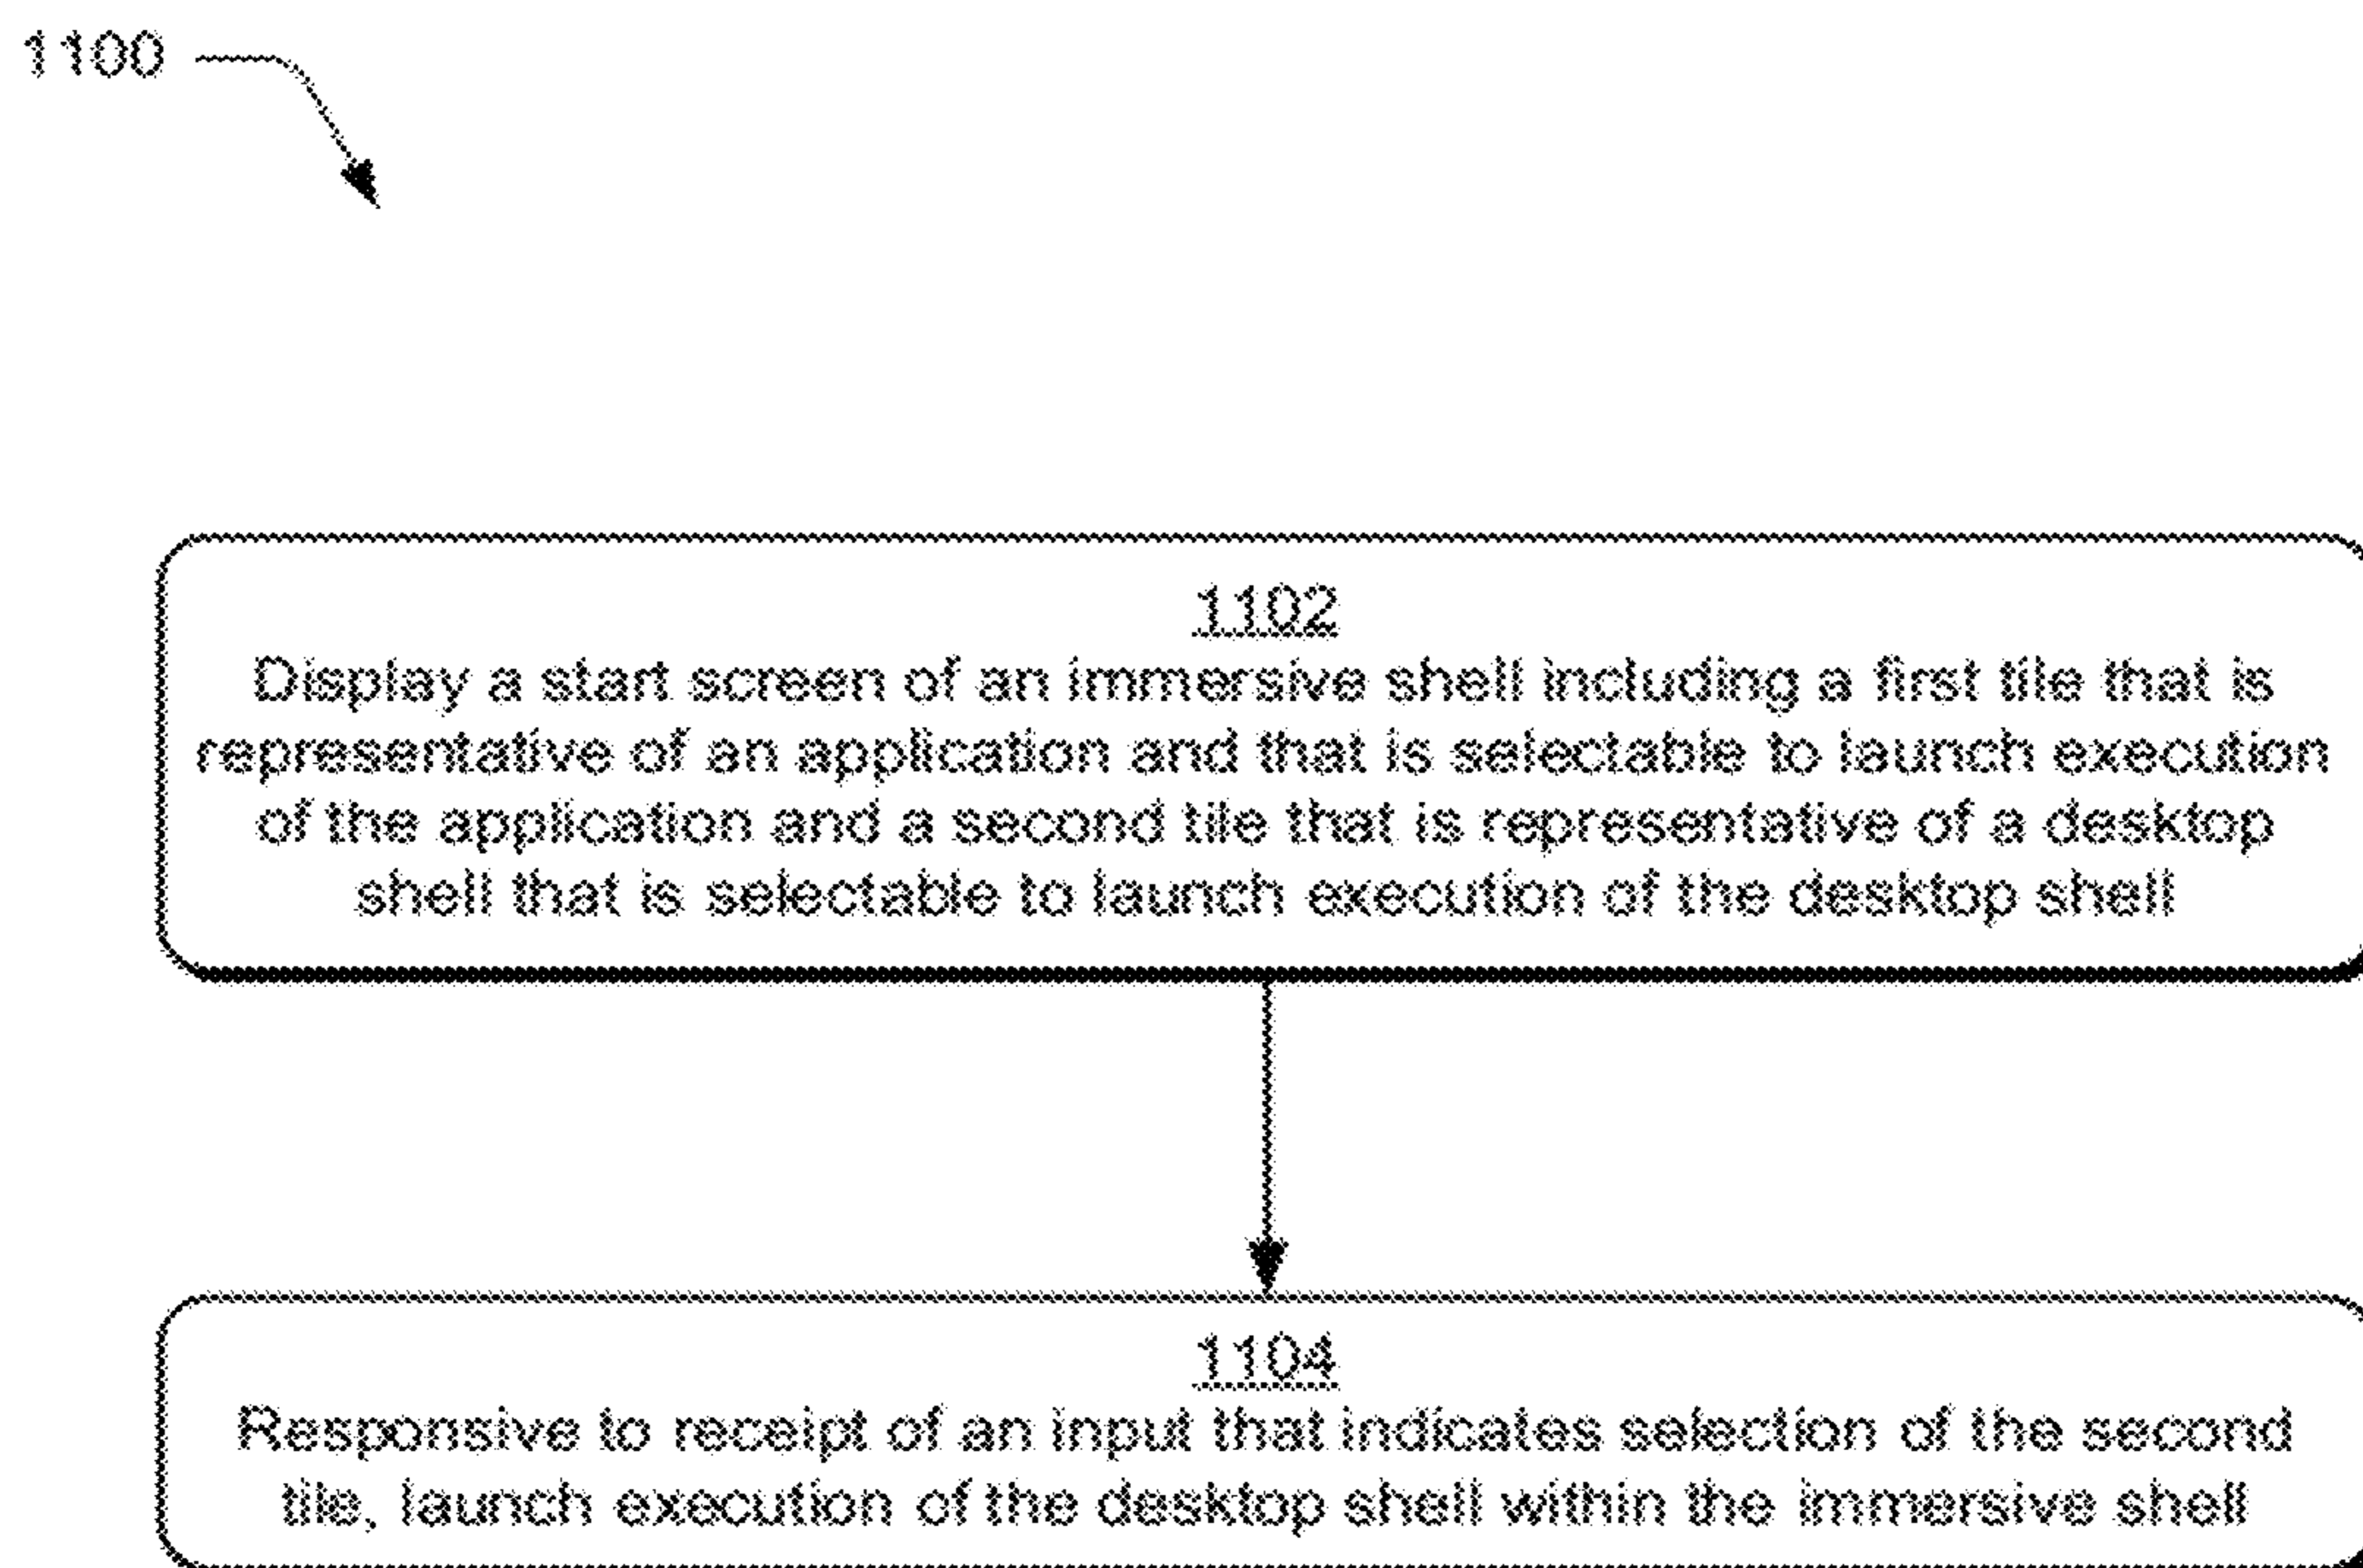 1100
1102
Display a start screen of an immersive shell including a first tile that is
representative of an application and that is selectable to launch execution
of the application and a second tile that is representative of a desktop
shell that is selectable to launch execution of the desktop shell
1104
Responsive to receipt of an input that indicates selection of the second
tile, launch execution of the desktop shell within the immersive shell